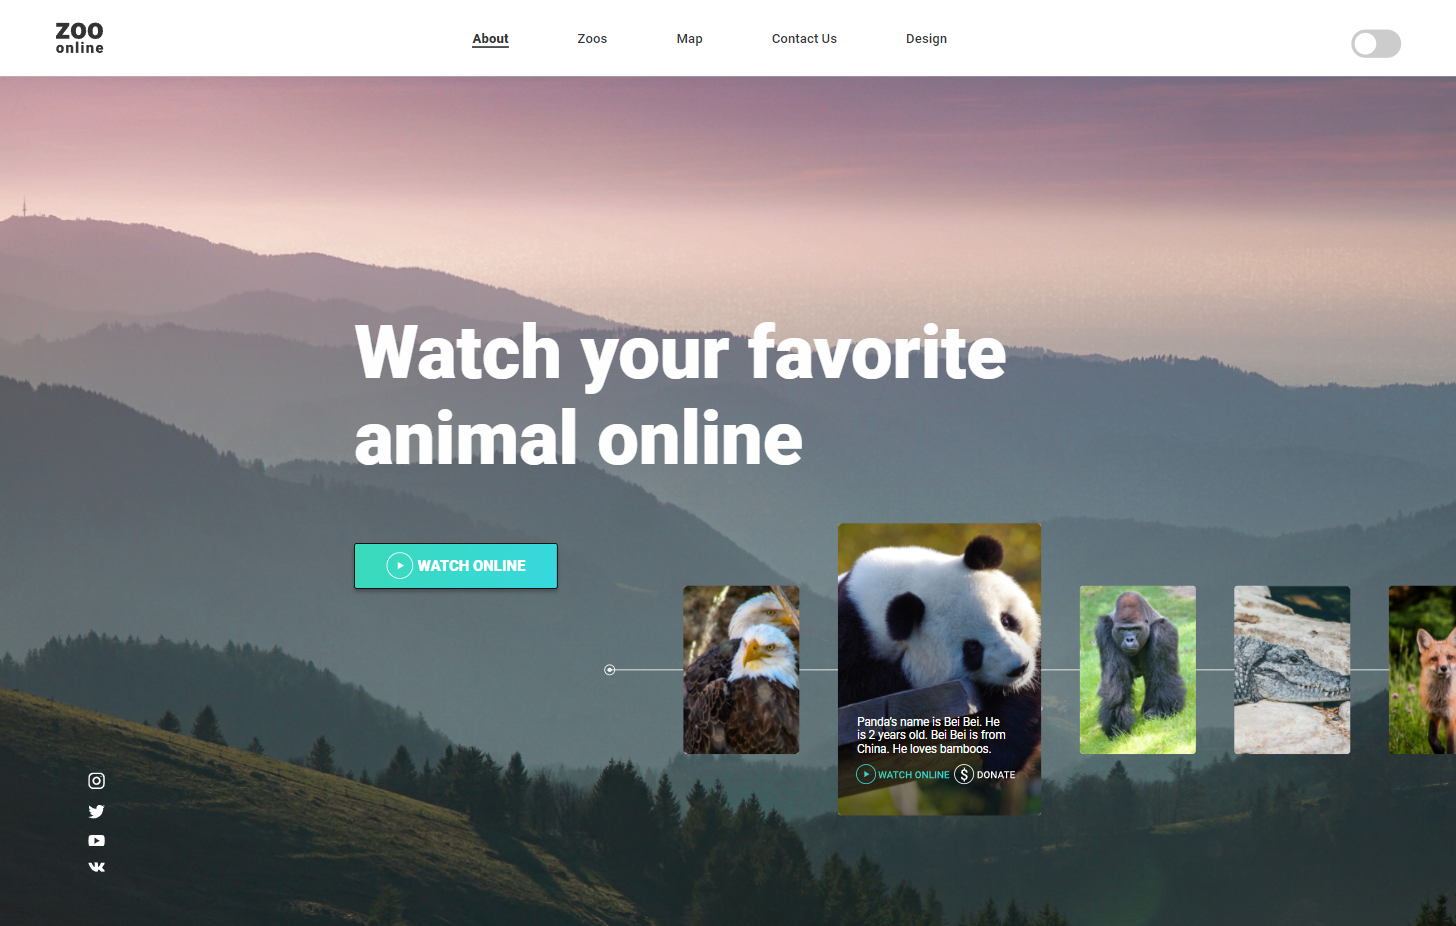 ZOO
online
About
Zoos
Map
Contact Us
Design
Watch your favorite
animal online
WATCH ONLINE
Panda's name is Bei Bei. He
is 2 years old. Bei Bei is from
China. He loves bamboos.
WATCH ONLINE
$ DONATE